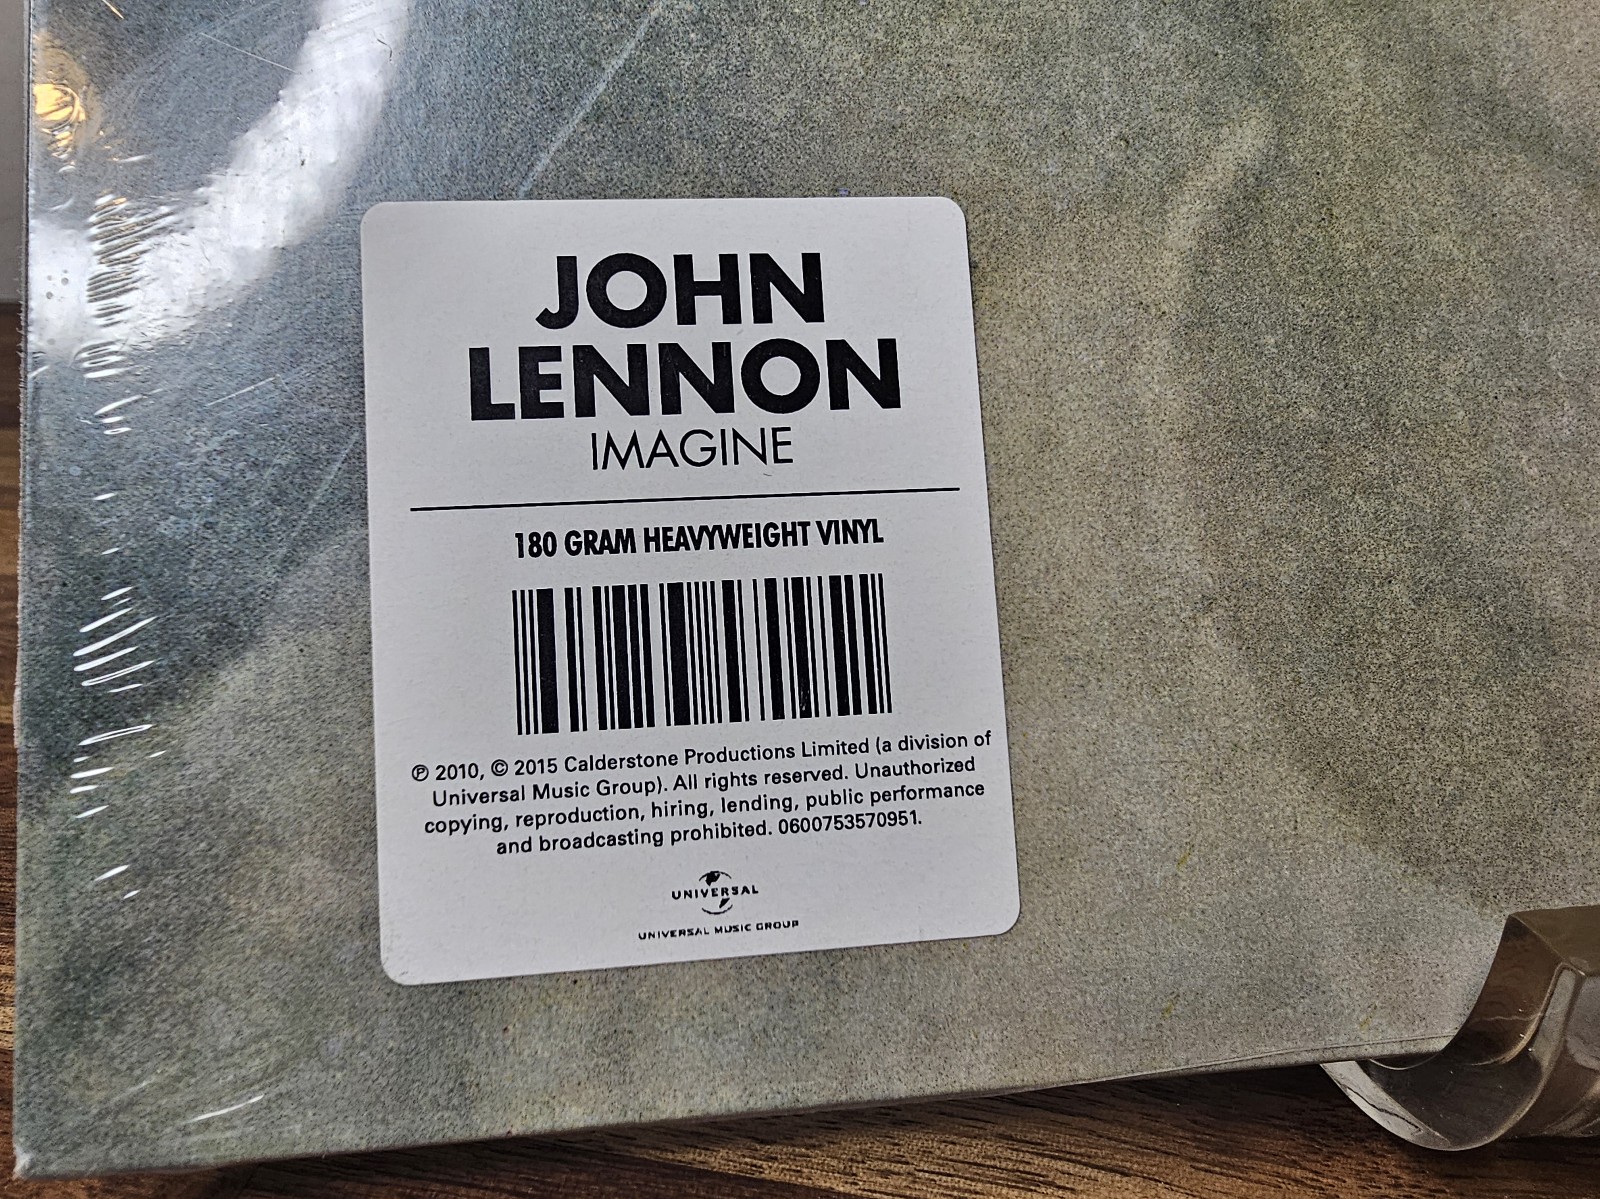 JOHN
LENNON
IMAGINE
180 GRAM HEAVYWEIGHT VINYL
℗ 2010, © 2015 Calderstone Productions Limited (a division of
Universal Music Group). All rights reserved. Unauthorized
copying, reproduction, hiring, lending, public performance
and broadcasting prohibited. 0600753570951.
UNIVERSAL
UNIVERSAL MUSIC GROUP